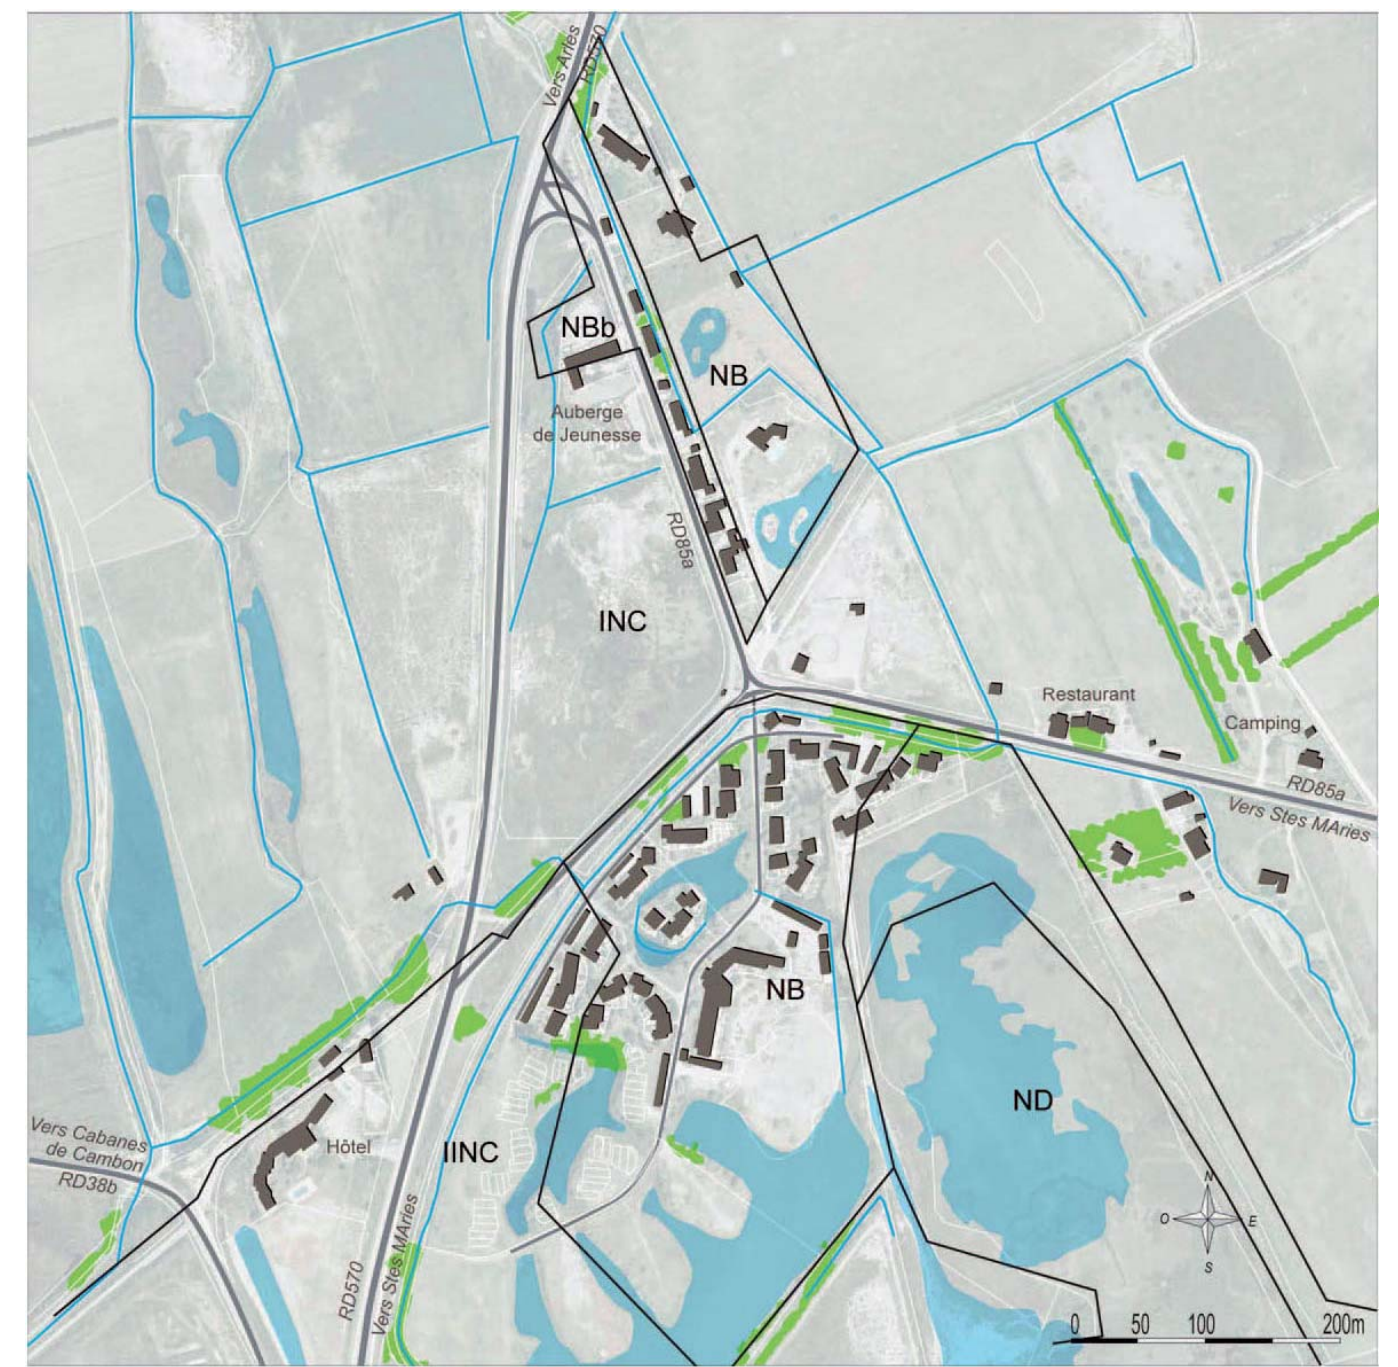 Vers Arles
RD570
NBb
NB
Auberge
de Jeunesse
RD85a
INC
Restaurant
Camping
RD85a
Vers Stes MAries
NB
ND
Vers Cabanes
de Cambon
RD38b
Hôtel
IINC
RD570
Vers Stes MAries
N
O
E
S
0 50 100 200m